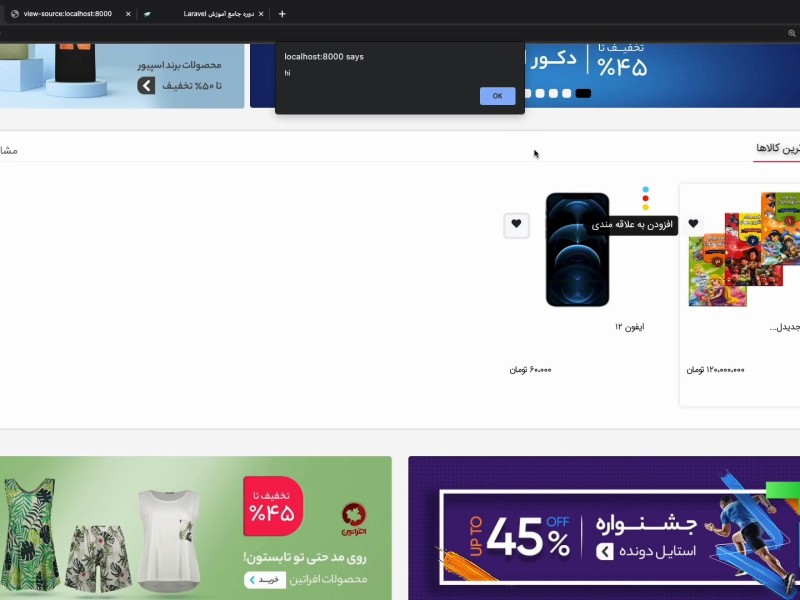 view-source:localhost:8000
دوره جامع آموزش Laravel
localhost:8000 says
hi
OK
محصولات برند اسپیور
تا ۵۰% تخفیف
دکور
تخفیف تا
%۴۵
ترین کالاها
مشا
افزودن به علاقه مندی
ایفون ۱۲
۶۰,۰۰۰ تومان
جدیدل...
۱۲۰,۰۰۰,۰۰۰ تومان
تخفیف تا
%۴۵
افراتین
روی مد حتی تو تابستون!
محصولات افراتین
خرید
UP TO
45%
OFF
جشنواره
استایل دونده